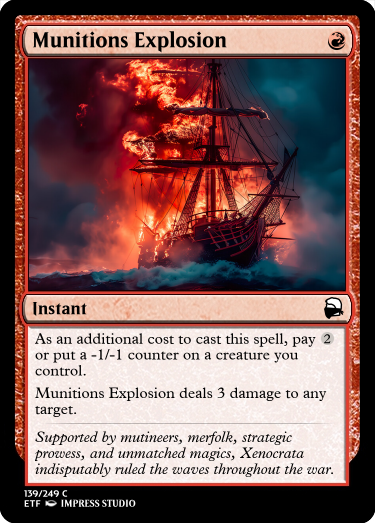 Munitions Explosion
Instant
As an additional cost to cast this spell, pay 2
or put a -1/-1 counter on a creature you
control.
Munitions Explosion deals 3 damage to any
target.
Supported by mutineers, merfolk, strategic
prowess, and unmatched magics, Xenocrata
indisputably ruled the waves throughout the war.
139/249 C
ETF IMPRESS STUDIO